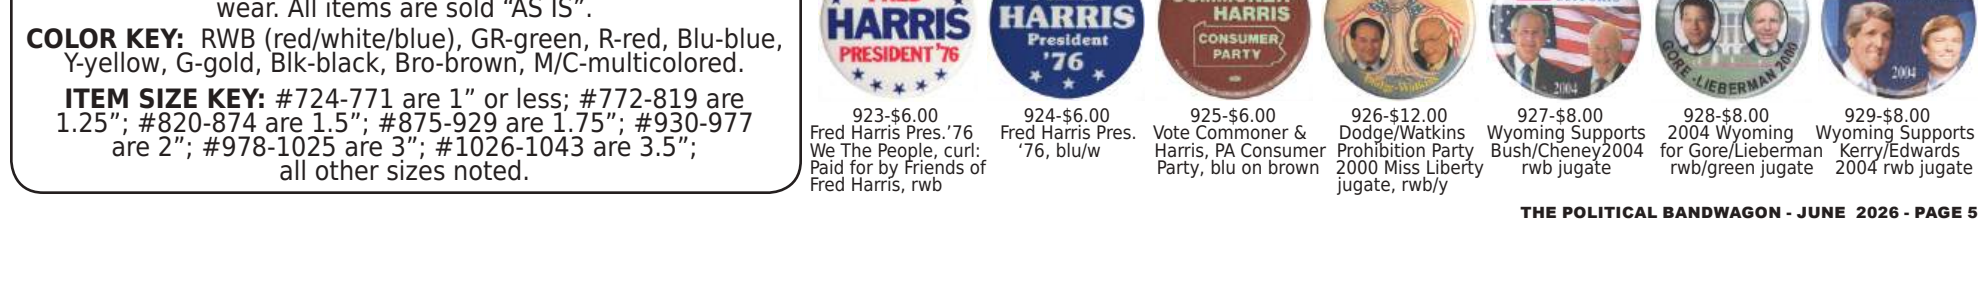 wear. All items are sold “AS IS”.
COLOR KEY: RWB (red/white/blue), GR-green, R-red, Blu-blue,
Y-yellow, G-gold, Blk-black, Bro-brown, M/C-multicolored.
ITEM SIZE KEY: #724-771 are 1” or less; #772-819 are
1.25”; #820-874 are 1.5”; #875-929 are 1.75”; #930-977
are 2”; #978-1025 are 3”; #1026-1043 are 3.5”;
all other sizes noted.
HARRIS
PRESIDENT '76
923-$6.00
Fred Harris Pres.’76
We The People, curl:
Paid for by Friends of
Fred Harris, rwb
HARRIS
President
'76
924-$6.00
Fred Harris Pres.
‘76, blu/w
HARRIS
CONSUMER
PARTY
925-$6.00
Vote Commoner &
Harris, PA Consumer
Party, blu on brown
926-$12.00
Dodge/Watkins
Prohibition Party
2000 Miss Liberty
jugate, rwb/y
2004
927-$8.00
Wyoming Supports
Bush/Cheney2004
rwb jugate
GORE-LIEBERMAN 2000
928-$8.00
2004 Wyoming
for Gore/Lieberman
rwb/green jugate
2004
929-$8.00
Wyoming Supports
Kerry/Edwards
2004 rwb jugate
THE POLITICAL BANDWAGON - JUNE 2026 - PAGE 5